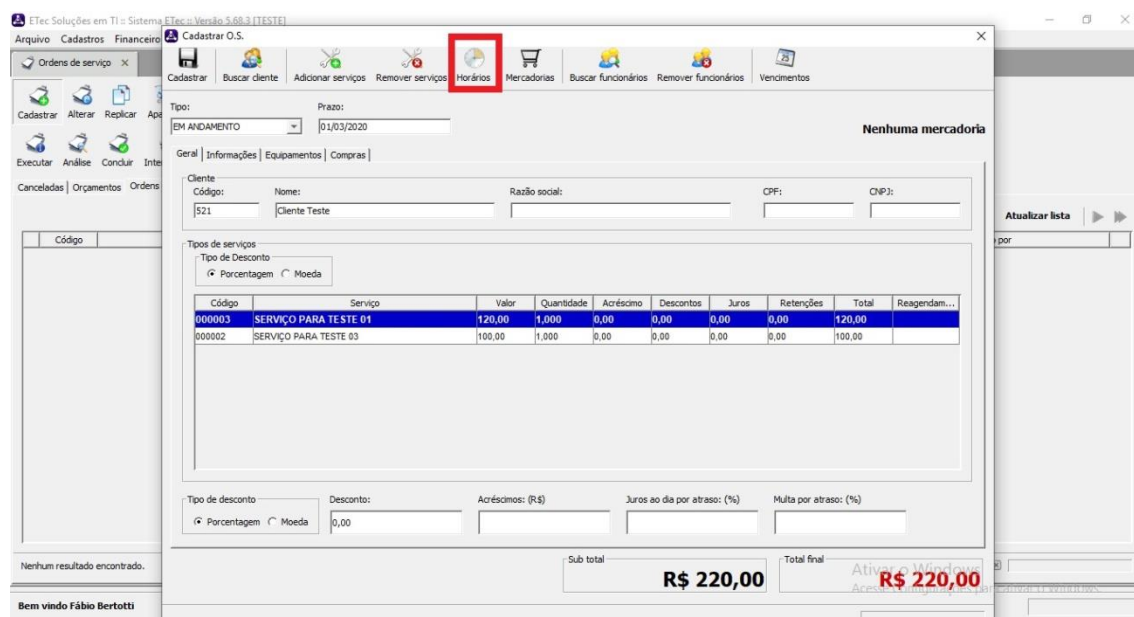 ETec Soluções em TI :: Sistema ETec :: Versão 5.68.3 [TESTE]
Arquivo Cadastros Financeiro
Ordens de serviço X
Cadastrar Alterar Replicar
Executar Análise Concluir
Canceladas Orçamentos Ordens
Código
Nenhum resultado encontrado.
Bem vindo Fábio Bertotti
Cadastrar O.S.
Cadastrar Buscar cliente Adicionar serviços Remover serviços Horários Mercadorias Buscar funcionários Remover funcionários 25 Vencimentos
Tipo: Prazo:
EM ANDAMENTO 01/03/2020
Nenhuma mercadoria
Geral Informações Equipamentos Compras
Cliente
Código: Nome: Razão social: CPF: CNPJ:
521 Cliente Teste
Tipos de serviços
Tipo de Desconto
Porcentagem Moeda
Código Serviço Valor Quantidade Acréscimo Descontos Juros Retenções Total Reagendam...
000003 SERVIÇO PARA TESTE 01 120,00 1,000 0,00 0,00 0,00 0,00 120,00
000002 SERVIÇO PARA TESTE 03 100,00 1,000 0,00 0,00 0,00 0,00 100,00
Tipo de desconto Desconto: Acréscimos: (R$) Juros ao dia por atraso: (%) Multa por atraso: (%)
Porcentagem Moeda 0,00
Sub total Total final
R$ 220,00 R$ 220,00
Atualizar lista
por
Ativar o Windows